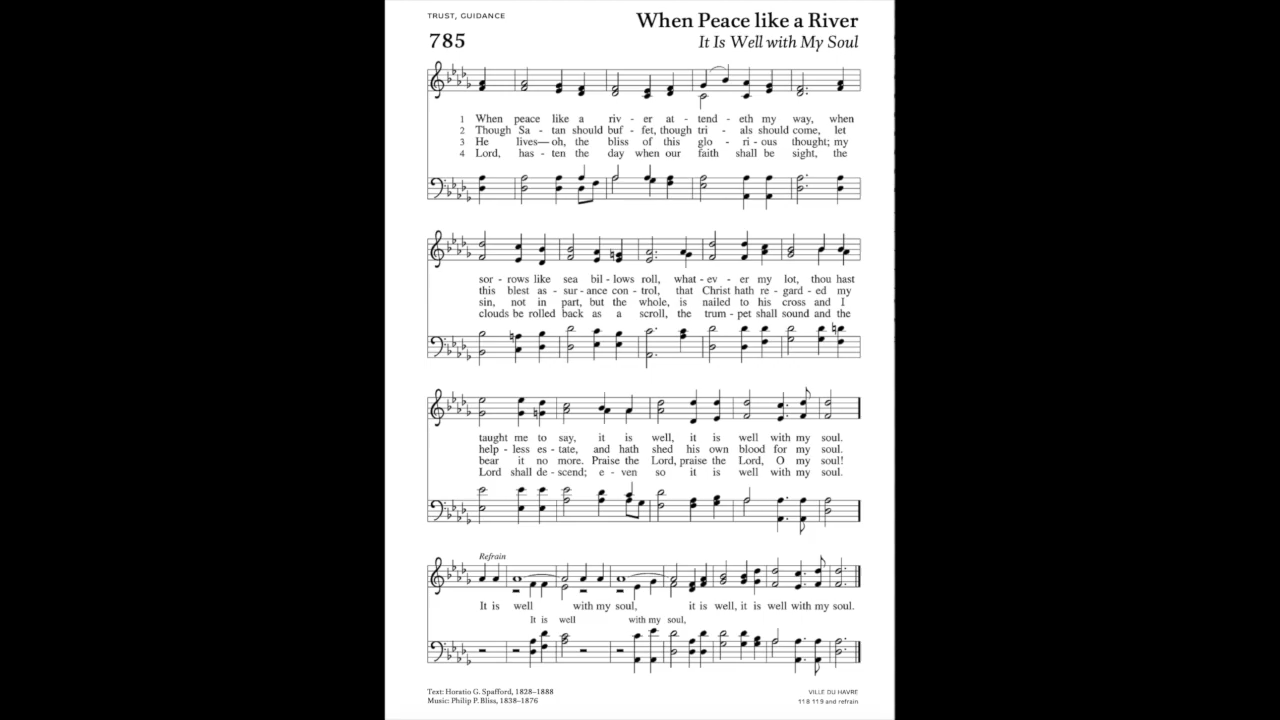 TRUST, GUIDANCE
When Peace like a River
785
It Is Well with My Soul
1 When peace like a riv - er at - tend - eth my way, when
2 Though Sa - tan should buf - fet, though tri - als should come, let
3 He lives—oh, the bliss of this glo - ri - ous thought; my
4 Lord, has - ten the day when our faith shall be sight, the
sor - rows like sea bil - lows roll, what - ev - er my lot, thou hast
this blest as - sur - ance con - trol, that Christ hath re - gard - ed my
sin, not in part, but the whole, is nailed to his cross and I
clouds be rolled back as a scroll, the trum - pet shall sound and the
taught me to say, it is well, it is well with my soul.
help - less es - tate, and hath shed his own blood for my soul.
bear it no more. Praise the Lord, praise the Lord, O my soul!
Lord shall de - scend; e - ven so it is well with my soul.
Refrain
It is well with my soul, it is well, it is well with my soul.
It is well with my soul,
Text: Horatio G. Spafford, 1828–1888
Music: Philip P. Bliss, 1838–1876
VILLE DU HAVRE
11 8 11 9 and refrain